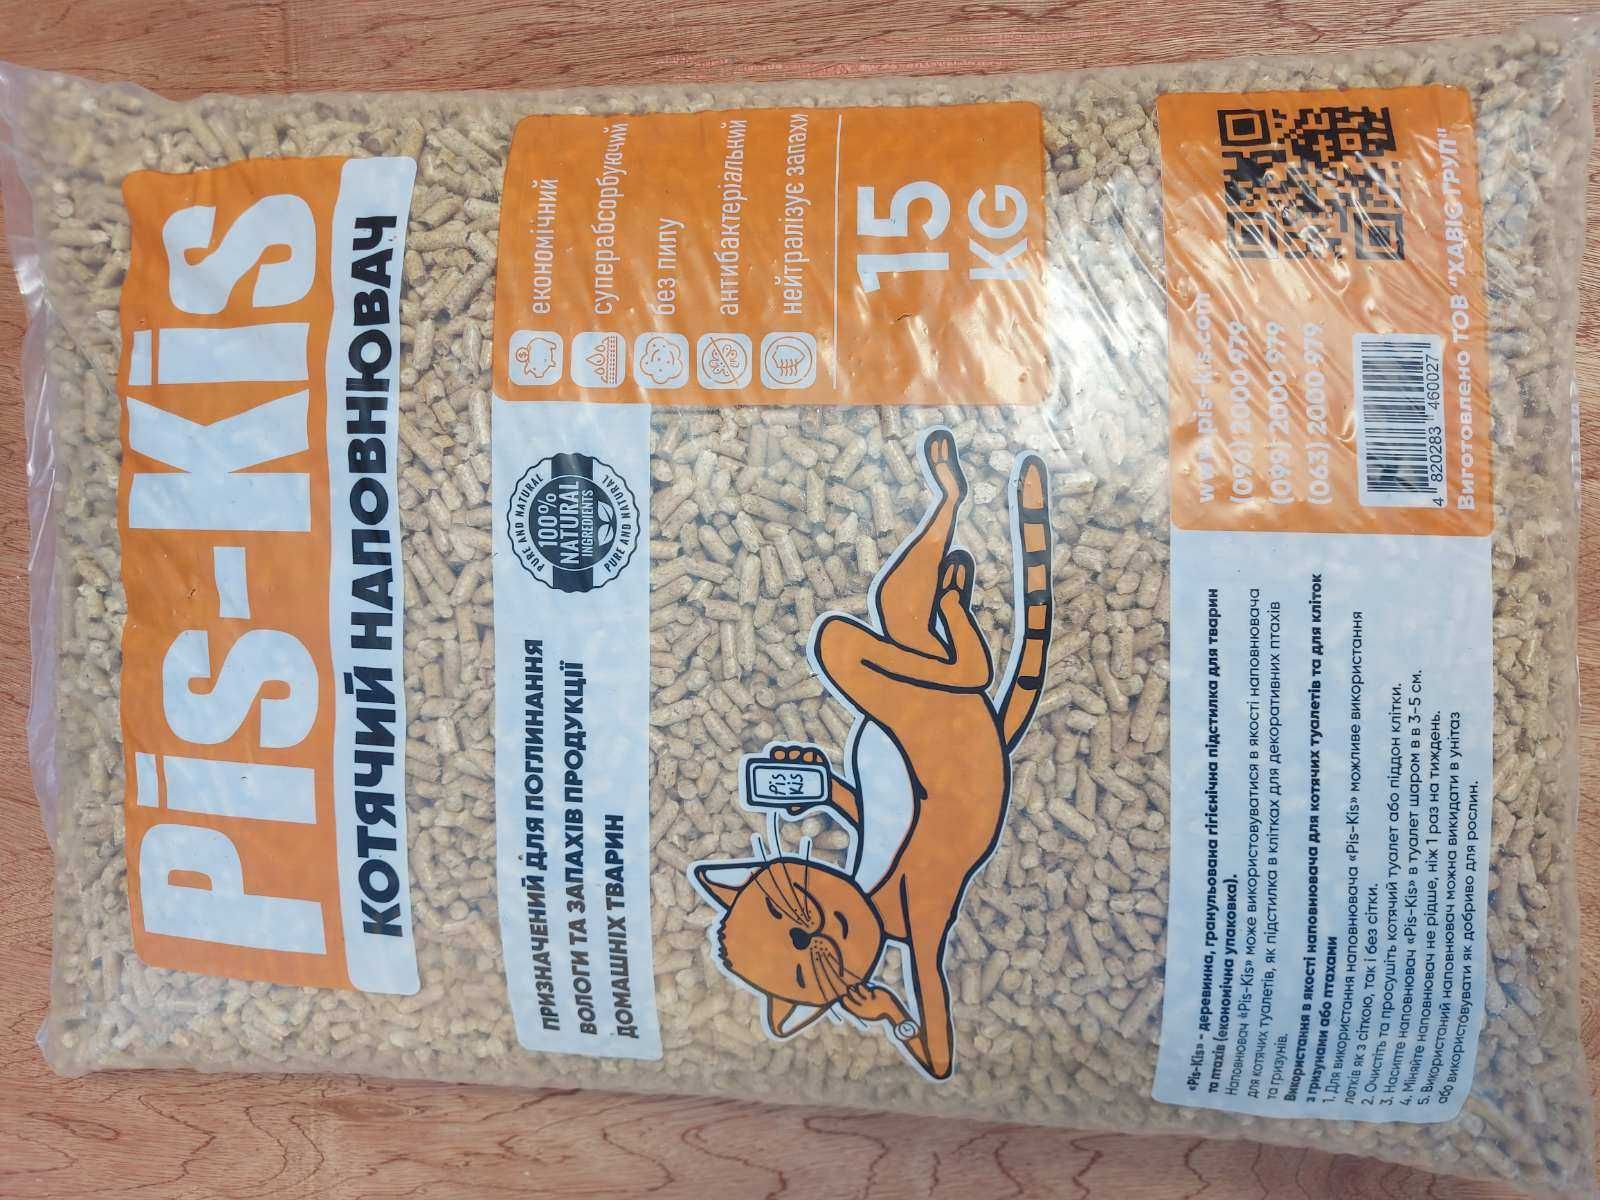 Pis-Kis
КОТЯЧИЙ НАПОВНЮВАЧ
ПРИЗНАЧЕНИЙ ДЛЯ ПОГЛИНАННЯ
ВОЛОГИ ТА ЗАПАХІВ ПРОДУКЦІЇ
ДОМАШНІХ ТВАРИН
PURE AND NATURAL
100%
NATURAL
INGREDIENTS
PURE AND NATURAL
економічний
суперабсорбуючий
без пилу
антибактеріальний
нейтралізує запахи
15
KG
Pis
Kis
«Pis-Kis» - деревинна, гранульована гігієнічна підстилка для тварин
та птахів (економічна упаковка).
Наповнювач «Pis-Kis» може використовуватися в якості наповнювача
для котячих туалетів, як підстилка в клітках для декоративних птахів
та гризунів.
Використання в якості наповнювача для котячих туалетів та для кліток
з гризунами або птахами
1. Для використання наповнювача «Pis-Kis» можливе використання
лотків як з сіткою, так і без сітки.
2. Очистіть та просушіть котячий туалет або піддон клітки.
3. Насипте наповнювач «Pis-Kis» в туалет шаром в в 3-5 см.
4. Міняйте наповнювач не рідше, ніж 1 раз на тиждень.
5. Використаний наповнювач можна викидати в унітаз
або використовувати як добриво для рослин.
www.pis-kis.com
(096) 2000 979
(099) 2000 979
(063) 2000 979
4 820283 460027
Виготовлено ТОВ "ХАВІС ГРУП"